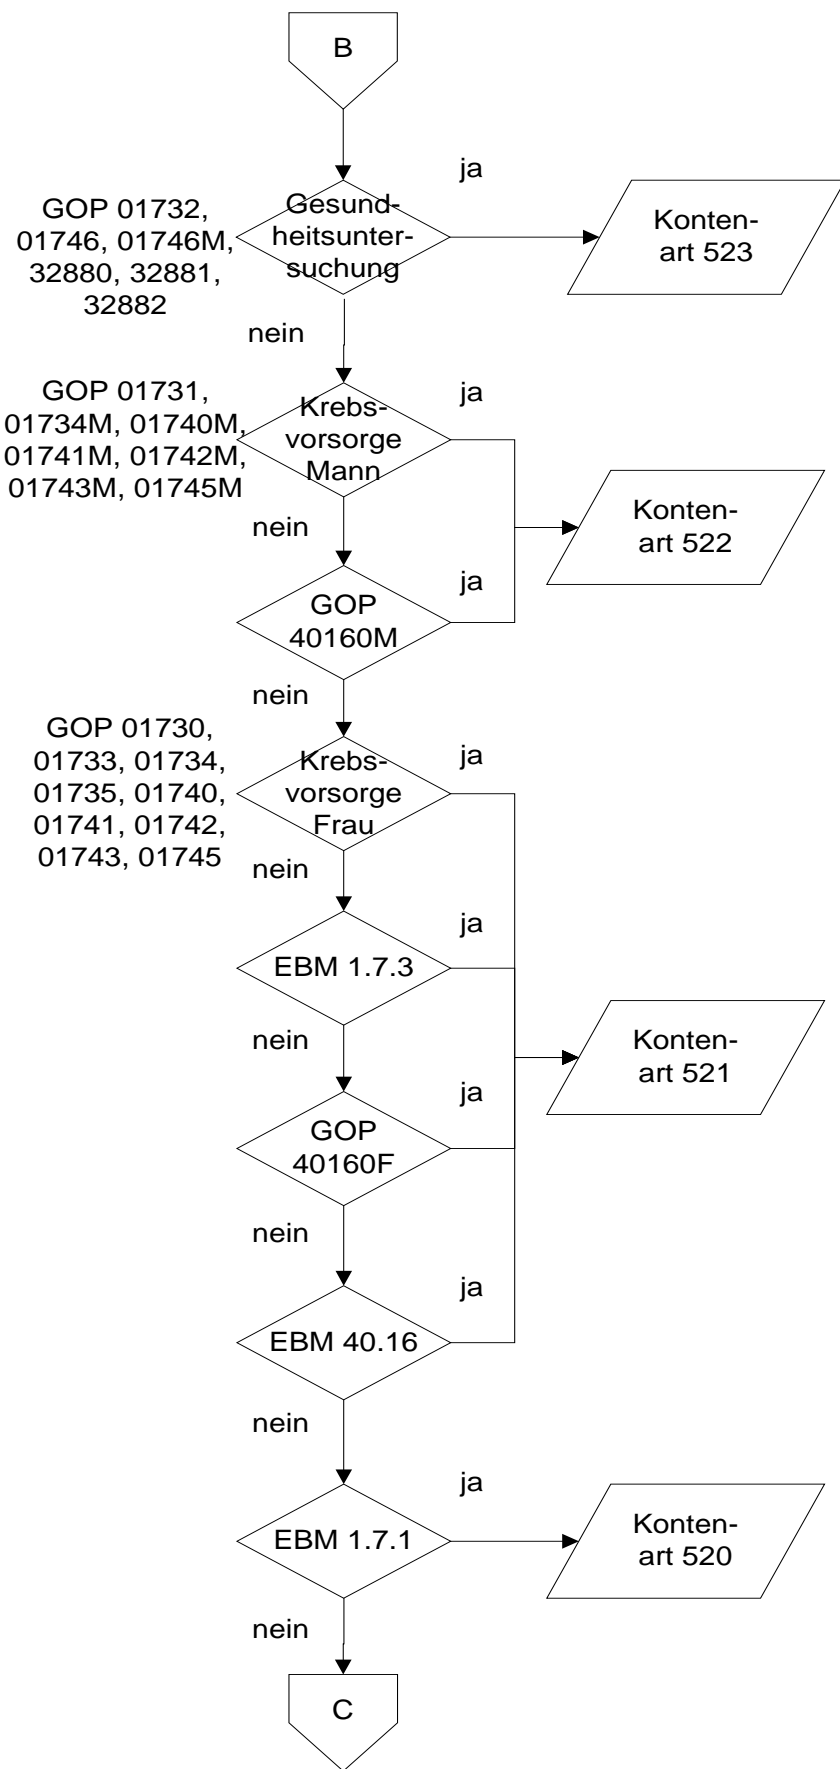 B
ja
GOP 01732,
01746, 01746M,
32880, 32881,
32882
Gesund-
heitsunter-
suchung
Konten-
art 523
nein
GOP 01731,
01734M, 01740M,
01741M, 01742M,
01743M, 01745M
Krebs-
vorsorge
Mann
ja
Konten-
art 522
nein
GOP
40160M
ja
nein
GOP 01730,
01733, 01734,
01735, 01740,
01741, 01742,
01743, 01745
Krebs-
vorsorge
Frau
ja
nein
EBM 1.7.3
ja
Konten-
art 521
nein
GOP
40160F
ja
nein
EBM 40.16
ja
nein
EBM 1.7.1
ja
Konten-
art 520
nein
C